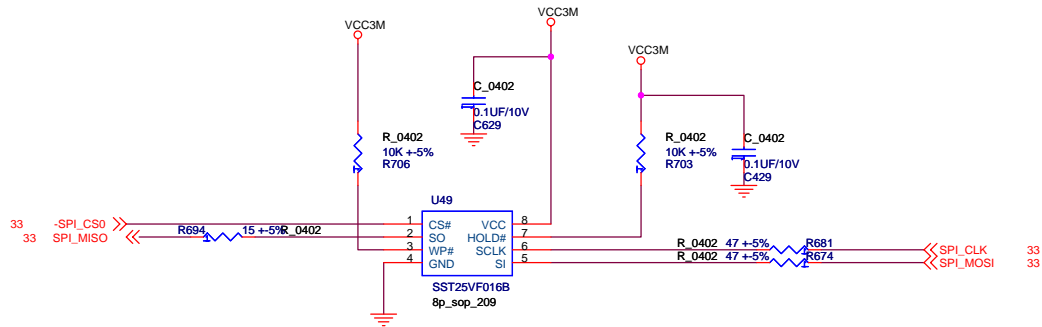 VCC3M
VCC3M
VCC3M
C_0402
0.1UF/10V
C629
R_0402
10K +-5%
R706
R_0402
10K +-5%
R703
C_0402
0.1UF/10V
C429
U49
33 -SPI_CS0
33 SPI_MISO
R694 15 +-5% R_0402
1 CS# VCC 8
2 SO HOLD# 7
3 WP# SCLK 6
4 GND SI 5
R_0402 47 +-5% R681
R_0402 47 +-5% R674
SPI_CLK 33
SPI_MOSI 33
SST25VF016B
8p_sop_209